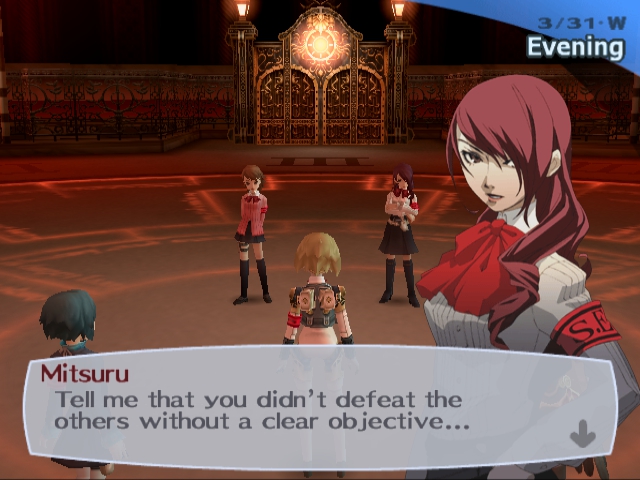 3/31·W
Evening
S.E
Mitsuru
Tell me that you didn't defeat the
others without a clear objective...